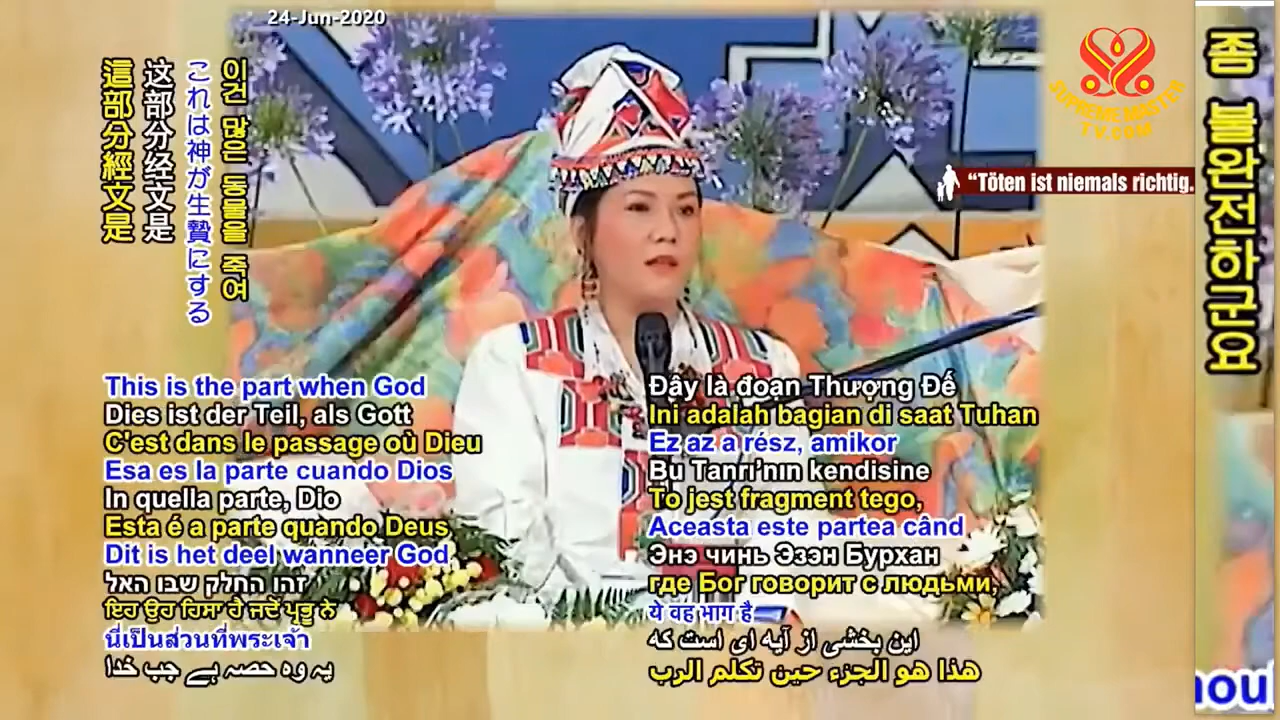 24-Jun-2020
SUPREME MASTER
TV.COM
“Töten ist niemals richtig.
這部分經文是
这部分经文是
これは神が生贄にする
이건 많은 동물을 죽여
좀 불완전하군요
This is the part when God
Dies ist der Teil, als Gott
C'est dans le passage où Dieu
Esa es la parte cuando Dios
In quella parte, Dio
Esta é a parte quando Deus
Dit is het deel wanneer God
זהו החלק שבו האל
ਇਹ ਉਹ ਹਿਸਾ ਹੈ ਜਦੋਂ ਪ੍ਰਭੂ ਨੇ
นี่เป็นส่วนที่พระเจ้า
یہ وہ حصہ ہے جب خدا
Đây là đoạn Thượng Đế
Ini adalah bagian di saat Tuhan
Ez az a rész, amikor
Bu Tanrı’nın kendisine
To jest fragment tego,
Aceasta este partea când
Энэ чинь Эзэн Бурхан
где Бог говорит с людьми,
ये वह भाग है
این بخشی از آیه ای است که
هذا هو الجزء حين تكلم الرب